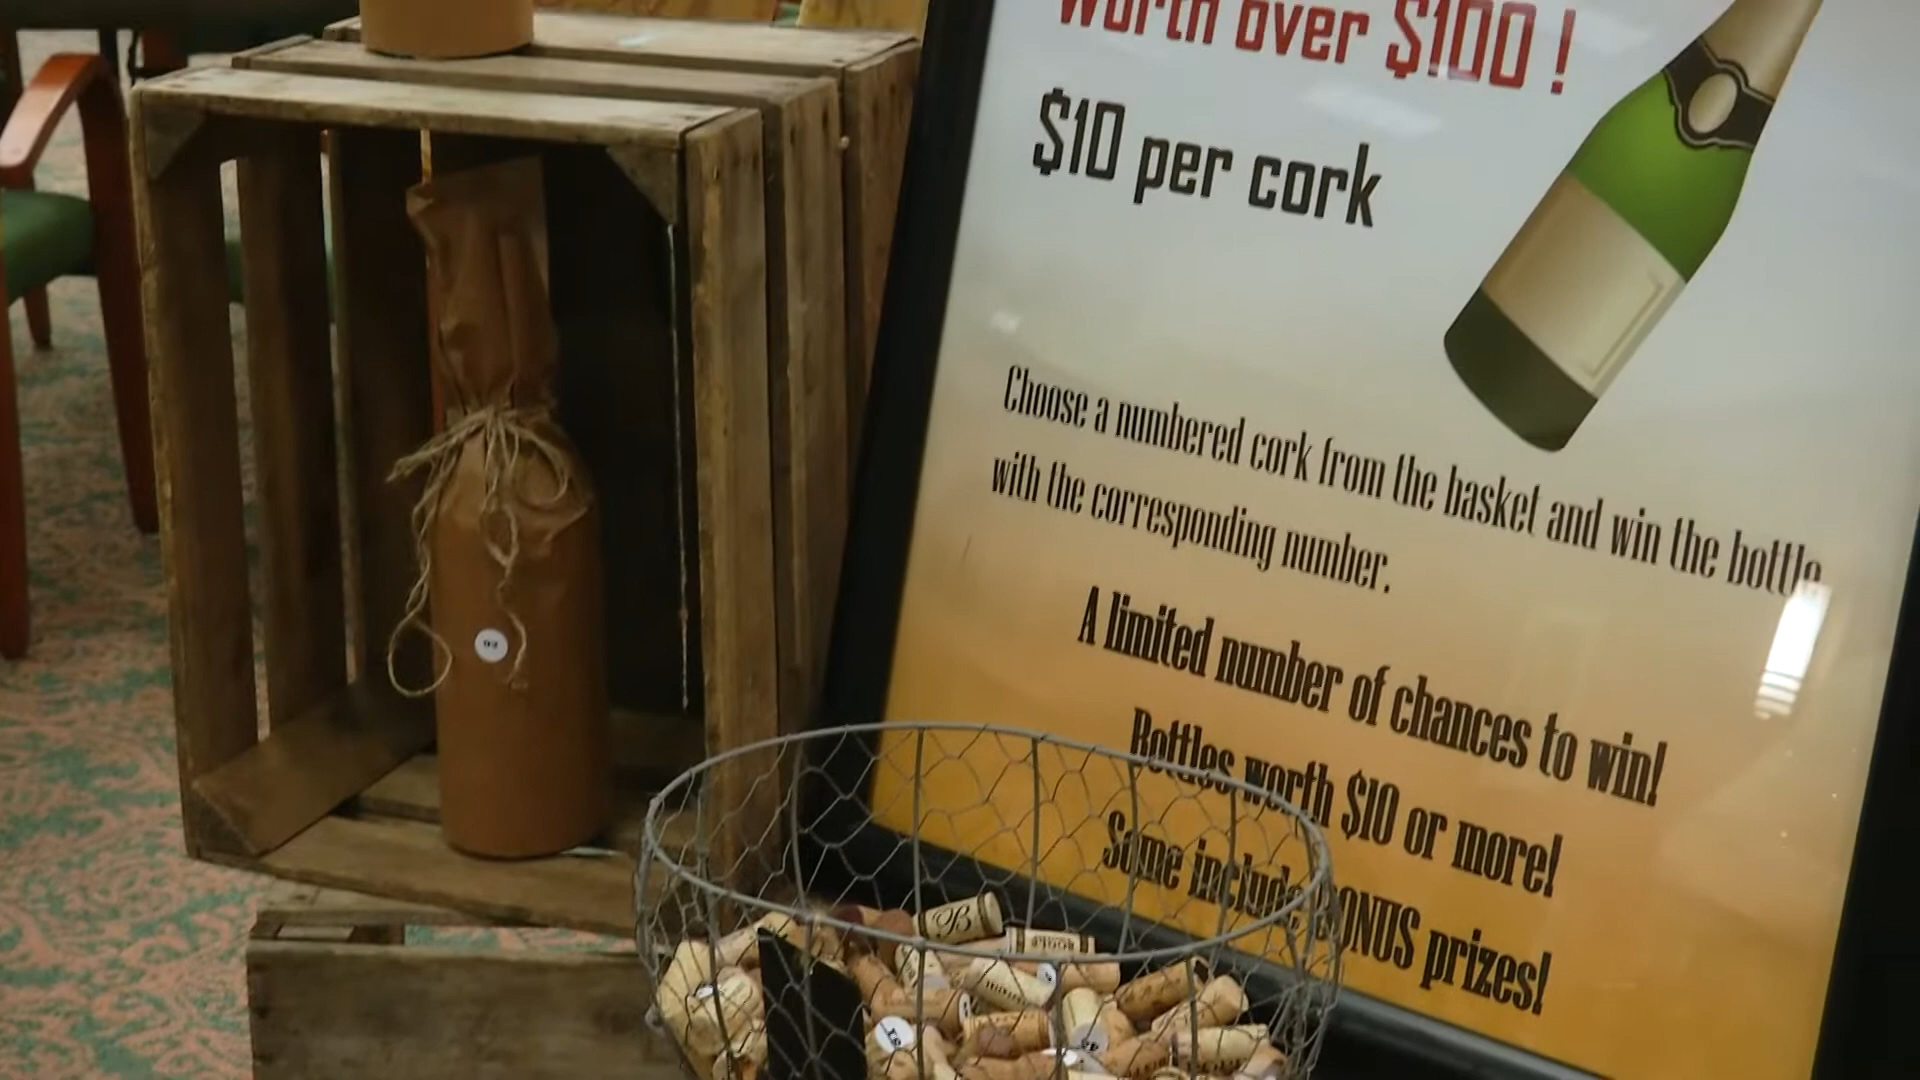 Worth over $100 !
$10 per cork
Choose a numbered cork from the basket and win the bottle
with the corresponding number.
A limited number of chances to win!
Bottles worth $10 or more!
Some include BONUS prizes!
B